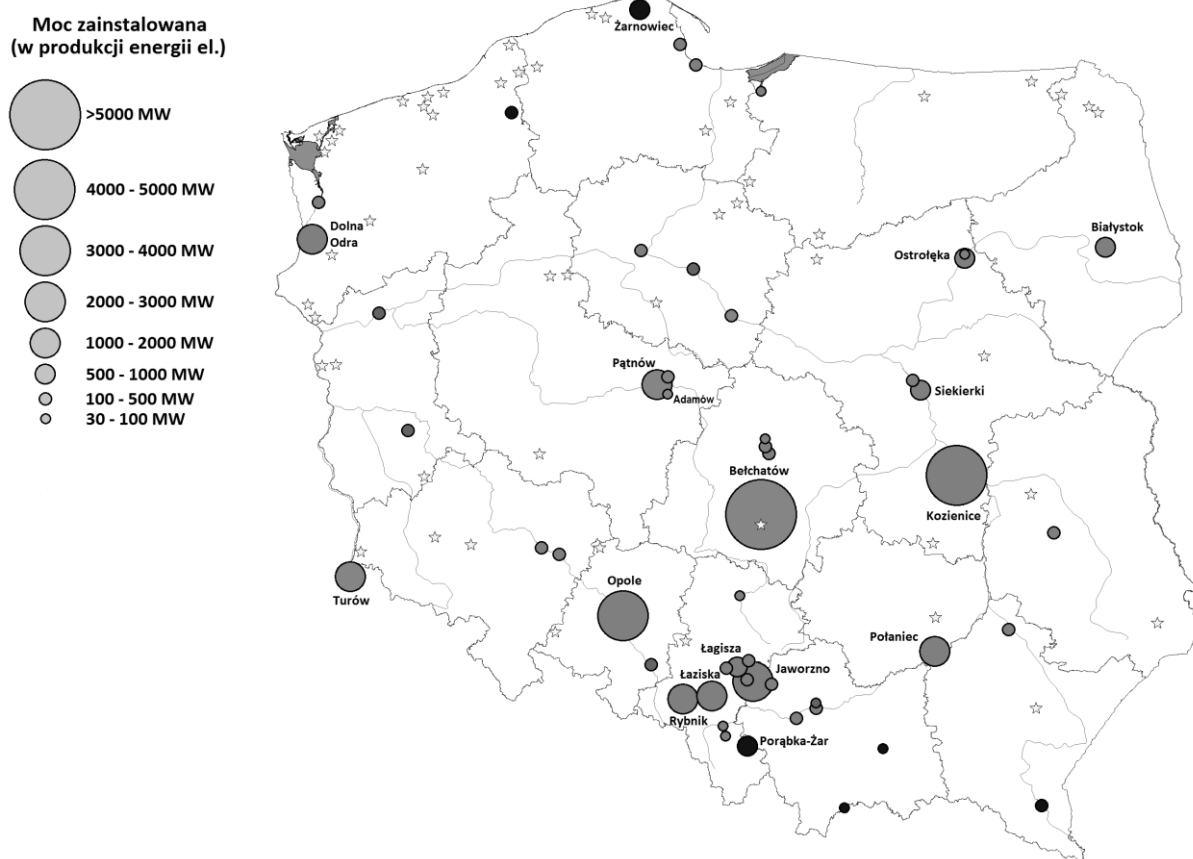 Moc zainstalowana
(w produkcji energii el.)
>5000 MW
4000 - 5000 MW
3000 - 4000 MW
2000 - 3000 MW
1000 - 2000 MW
500 - 1000 MW
100 - 500 MW
30 - 100 MW
Żarnowiec
Dolna
Odra
Białystok
Ostrołęka
Pątnów
Adamów
Siekierki
Bełchatów
Kozienice
Turów
Opole
Połaniec
Łagisza
Łaziska
Jaworzno
Rybnik
Porąbka-Żar